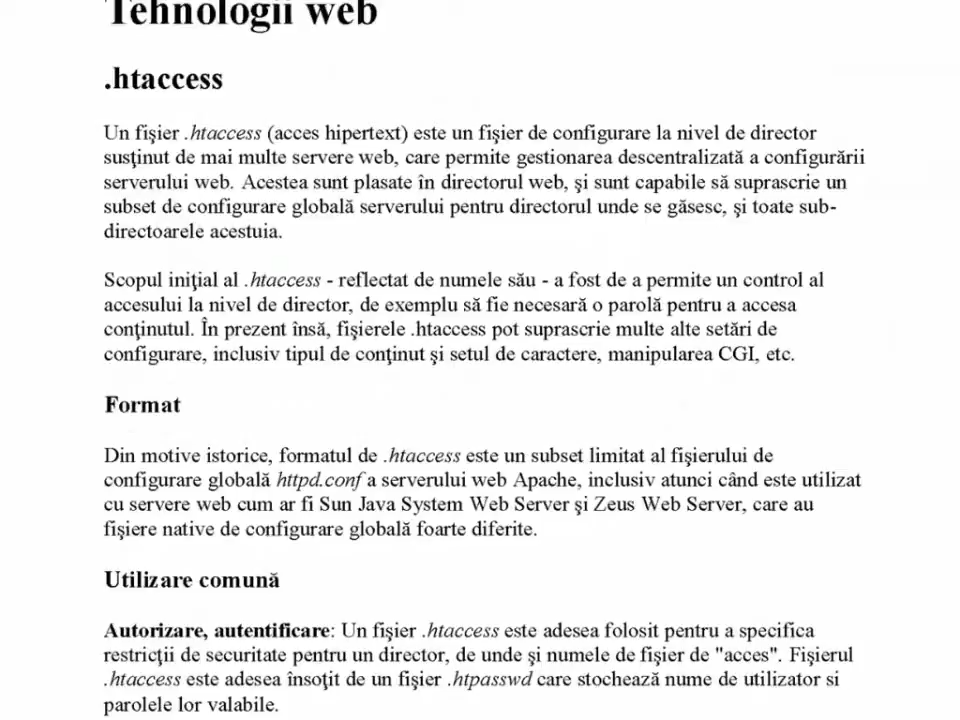 Tehnologii web
.htaccess
Un fişier .htaccess (acces hipertext) este un fişier de configurare la nivel de director
susţinut de mai multe servere web, care permite gestionarea descentralizată a configurării
serverului web. Acestea sunt plasate în directorul web, şi sunt capabile să suprascrie un
subset de configurare globală serverului pentru directorul unde se găsesc, şi toate sub-
directoarele acestuia.
Scopul iniţial al .htaccess - reflectat de numele său - a fost de a permite un control al
accesului la nivel de director, de exemplu să fie necesară o parolă pentru a accesa
conţinutul. În prezent însă, fişierele .htaccess pot suprascrie multe alte setări de
configurare, inclusiv tipul de conţinut şi setul de caractere, manipularea CGI, etc.
Format
Din motive istorice, formatul de .htaccess este un subset limitat al fişierului de
configurare globală httpd.conf a serverului web Apache, inclusiv atunci când este utilizat
cu servere web cum ar fi Sun Java System Web Server şi Zeus Web Server, care au
fişiere native de configurare globală foarte diferite.
Utilizare comună
Autorizare, autentificare: Un fişier .htaccess este adesea folosit pentru a specifica
restricţii de securitate pentru un director, de unde şi numele de fişier de "acces". Fişierul
.htaccess este adesea însoţit de un fişier .htpasswd care stochează nume de utilizator si
parolele lor valabile.